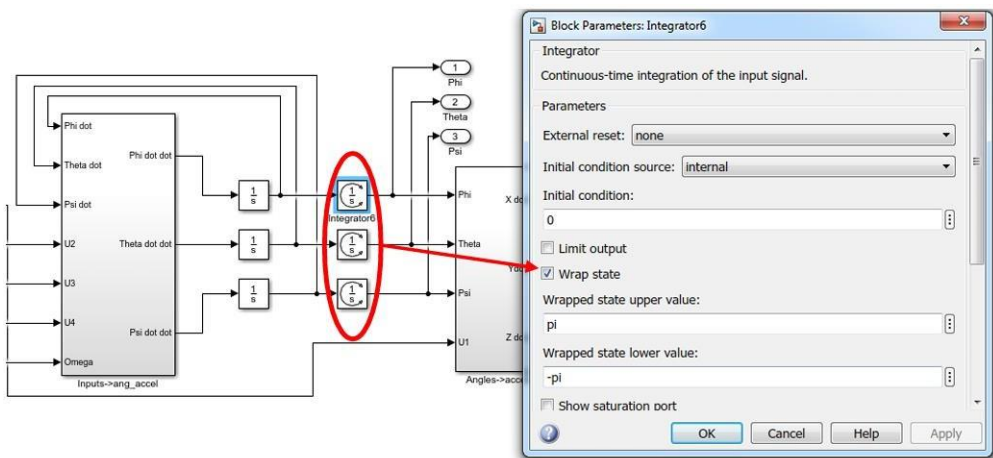 Phi dot
Theta dot
Psi dot
U2
U3
U4
Omega
Phi dot dot
Theta dot dot
Psi dot dot
Inputs->ang_accel
1
s
1
s
1
s
1
s
Integrator6
1
s
1
s
1
Phi
2
Theta
3
Psi
Phi
Theta
Psi
U1
X do
Z do
Angles->acce
Block Parameters: Integrator6
Integrator
Continuous-time integration of the input signal.
Parameters
External reset: none
Initial condition source: internal
Initial condition:
0
Limit output
Wrap state
Wrapped state upper value:
pi
Wrapped state lower value:
-pi
Show saturation port
OK Cancel Help Apply